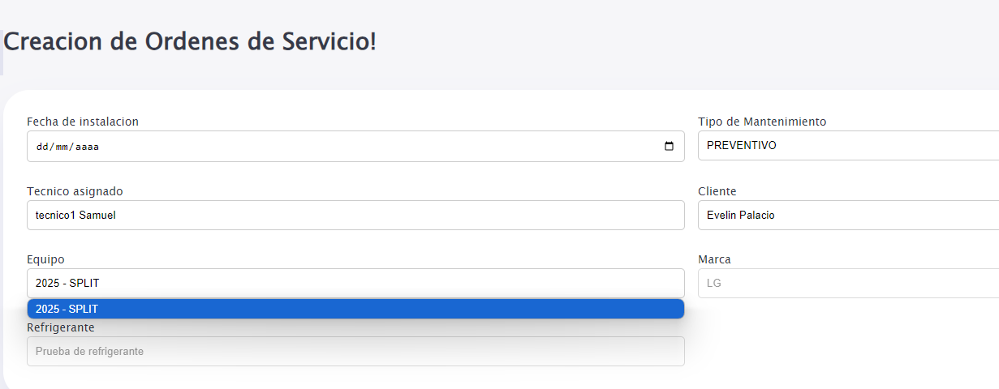 Creacion de Ordenes de Servicio!
Fecha de instalacion
Tipo de Mantenimiento
dd/mm/aaaa
PREVENTIVO
Tecnico asignado
Cliente
tecnico1 Samuel
Evelin Palacio
Equipo
Marca
2025 - SPLIT
LG
2025 - SPLIT
Refrigerante
Prueba de refrigerante